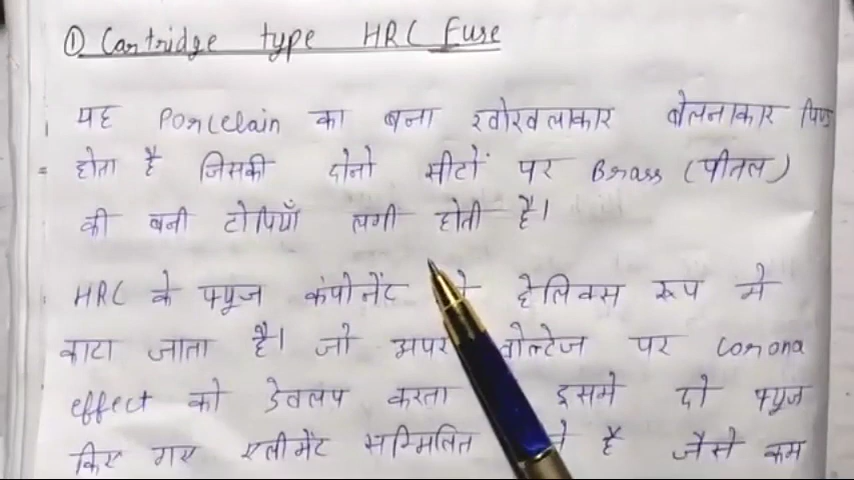 ① Cartridge type HRC Fuse
यह Porcelain का बना खोखलाकार बेलनाकार पिण्ड
होता है जिसकी दोनो सीटों पर Brass (पीतल)
की बनी टोपियाँ लगी होती है।
HRC के फ्यूज कंपोनेंट हेलिक्स रूप मे
काटा जाता है। जो अपर वोल्टेज पर Corona
effect को डेवलप करता इसमे दो फ्यूज
किए गए एलीमेंट सम्मिलित है जैसे कम